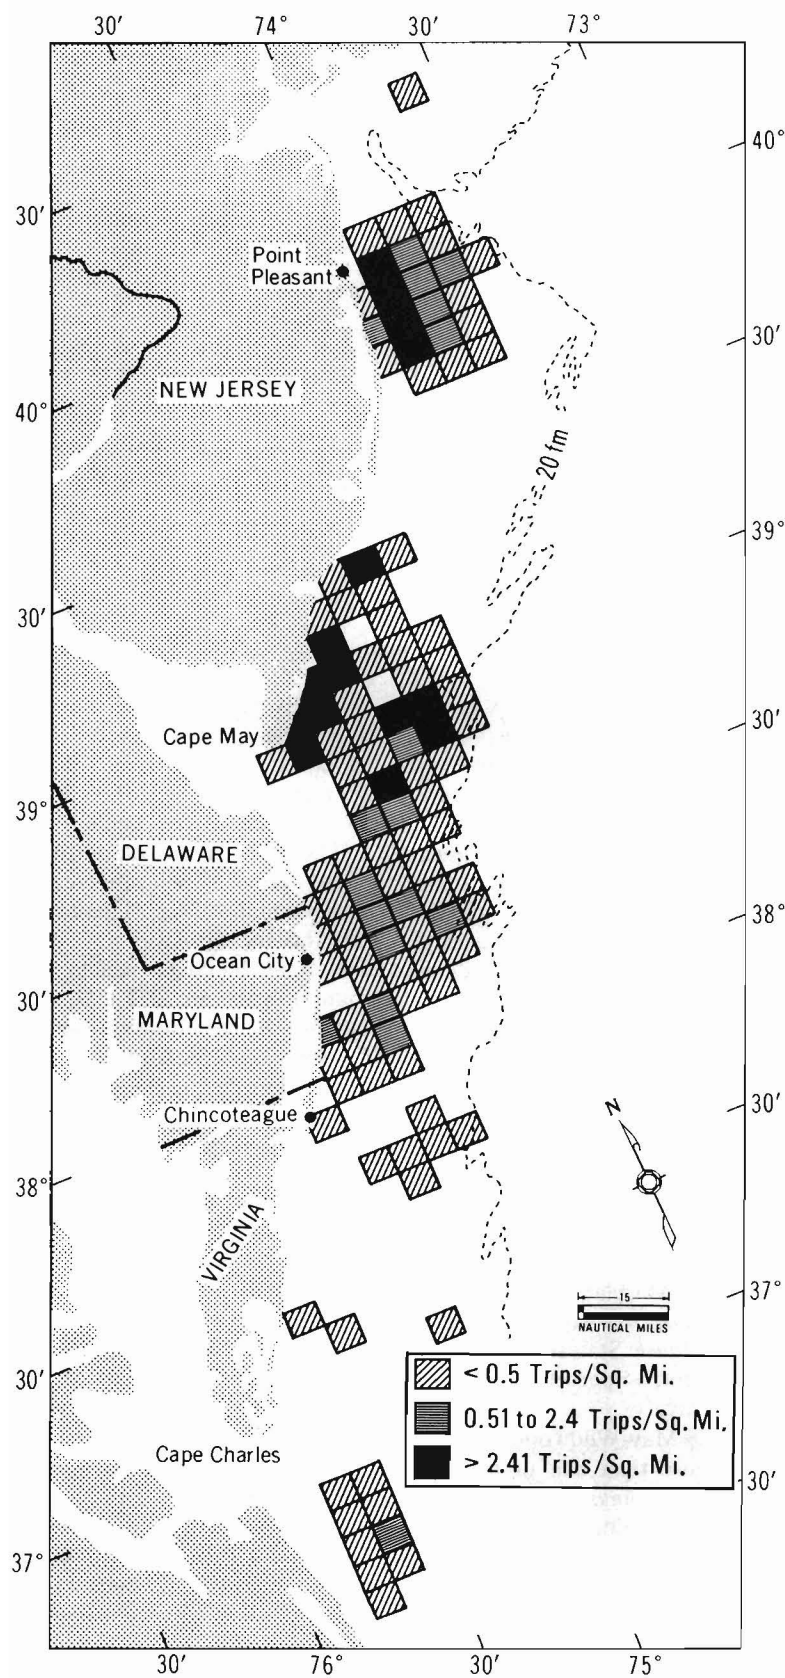 30′ 74° 30′ 73°
40°
30′
Point
Pleasant
30′
NEW JERSEY
40°
20 fm
39°
30′
30′
Cape May
39°
DELAWARE
38°
Ocean City
30′
MARYLAND
30′
Chincoteague
N
38°
VIRGINIA
37°
15
NAUTICAL MILES
30′
< 0.5 Trips/Sq. Mi.
0.51 to 2.4 Trips/Sq. Mi.
> 2.41 Trips/Sq. Mi.
Cape Charles
30′
37°
30′ 76° 30′ 75°